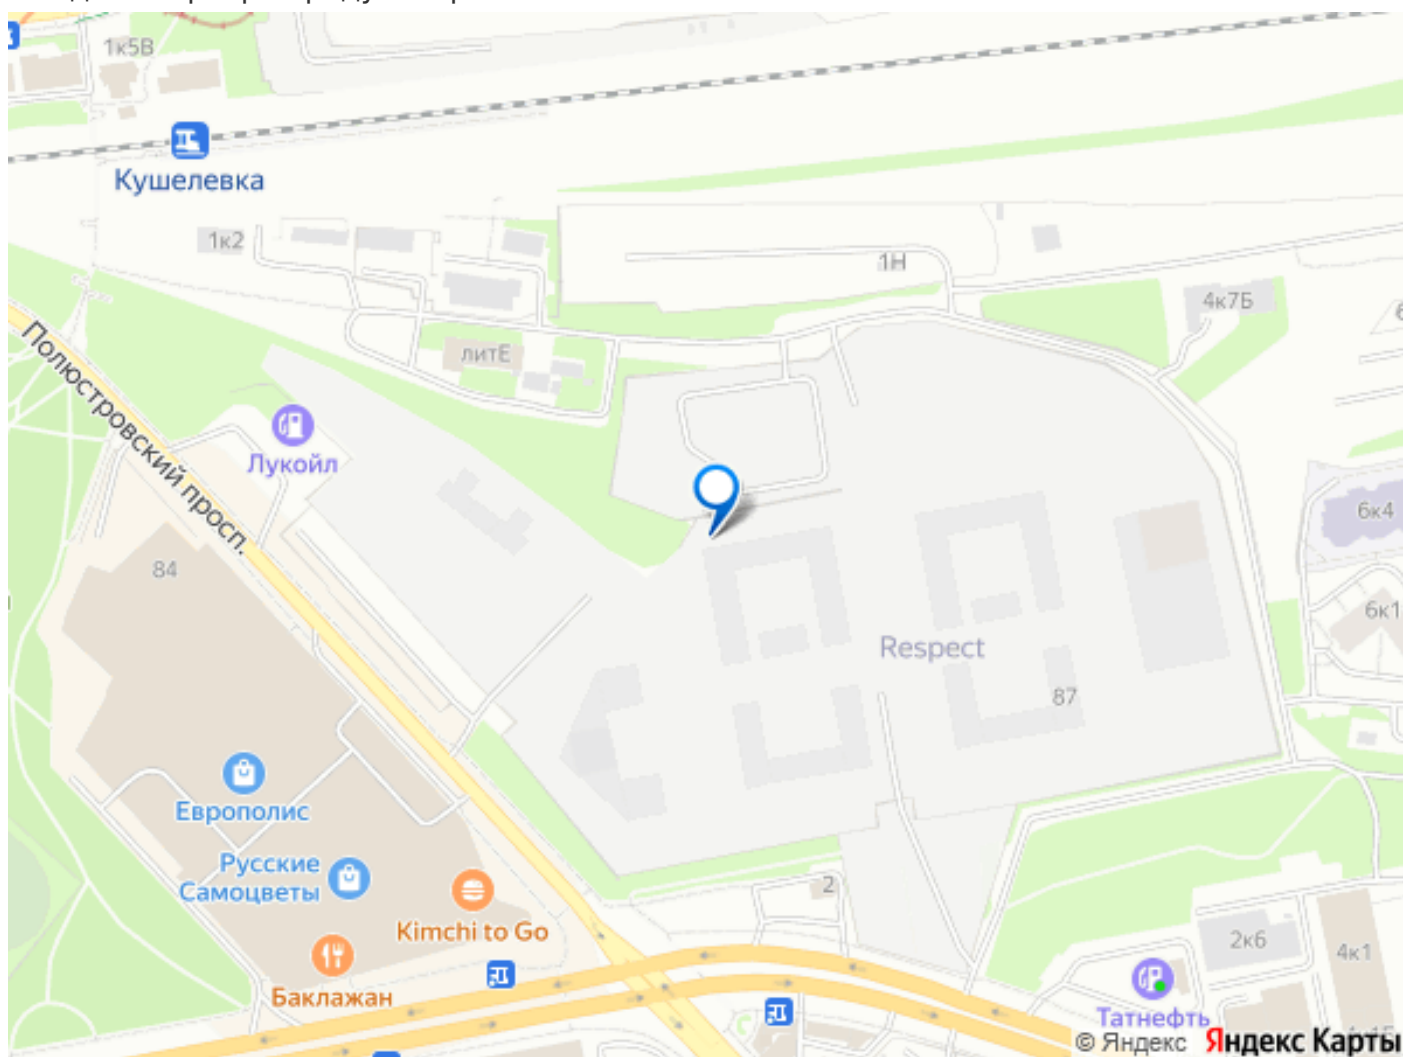 1к5В
Кушелевка
1к2
1Н
4к7Б
литЕ
Полюстровский просп.
Лукойл
6к4
84
6к1
Respect
87
Европолис
Русские
Самоцветы
2
Kimchi to Go
2к6
4к1
Баклажан
Татнефть
© Яндекс Яндекс Карты